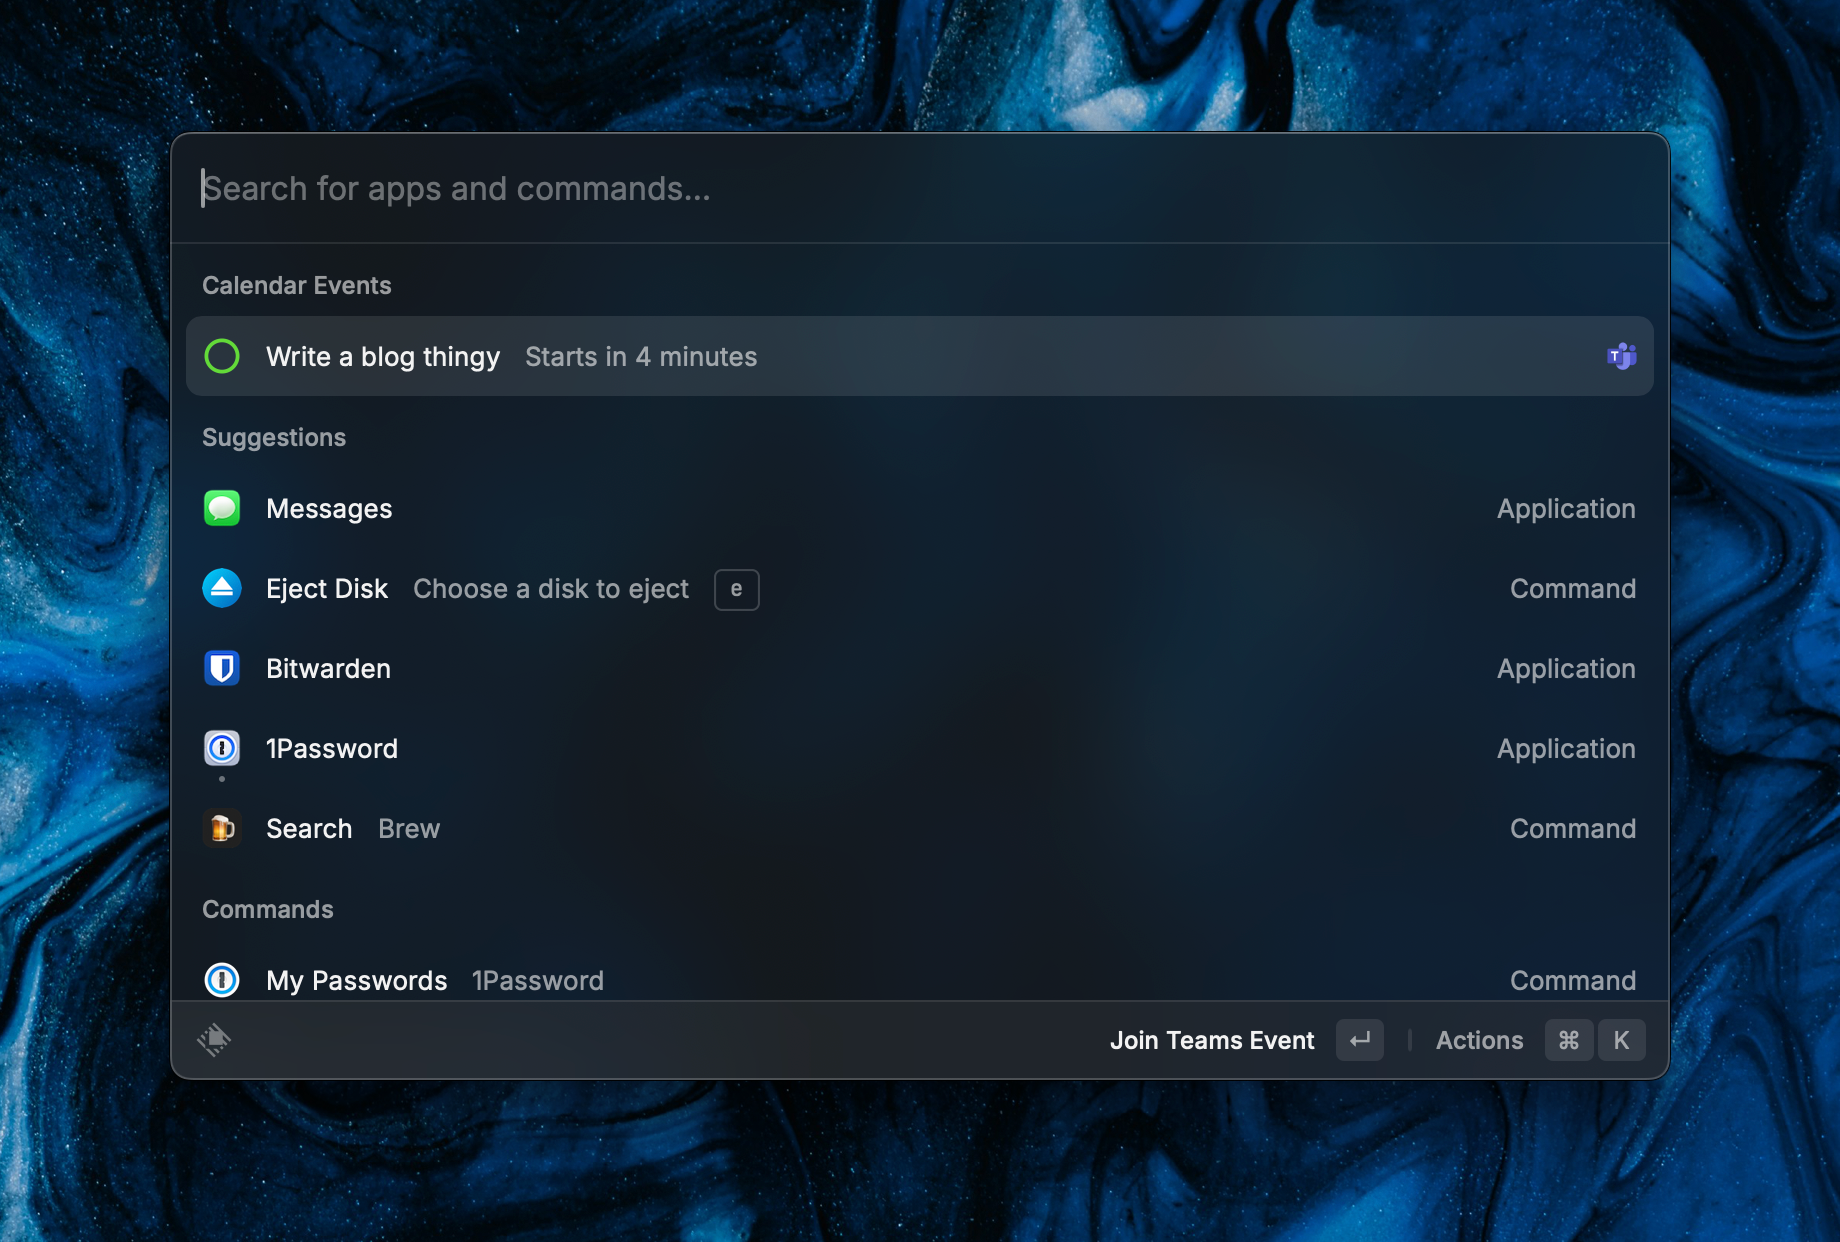 Search for apps and commands...
Calendar Events
Write a blog thingy Starts in 4 minutes
Suggestions
Messages Application
Eject Disk Choose a disk to eject e Command
Bitwarden Application
1Password Application
Search Brew Command
Commands
My Passwords 1Password Command
Join Teams Event ↵ Actions ⌘ K